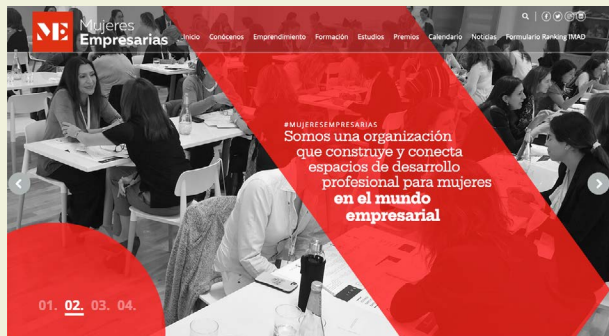 ME
Mujeres
Empresarias
Inicio Conócenos Emprendimiento Formación Estudios Premios Calendario Noticias Formulario Ranking IMAD
#MUJERESEMPRESARIAS
Somos una organización
que construye y conecta
espacios de desarrollo
profesional para mujeres
en el mundo
empresarial
01. 02. 03. 04.